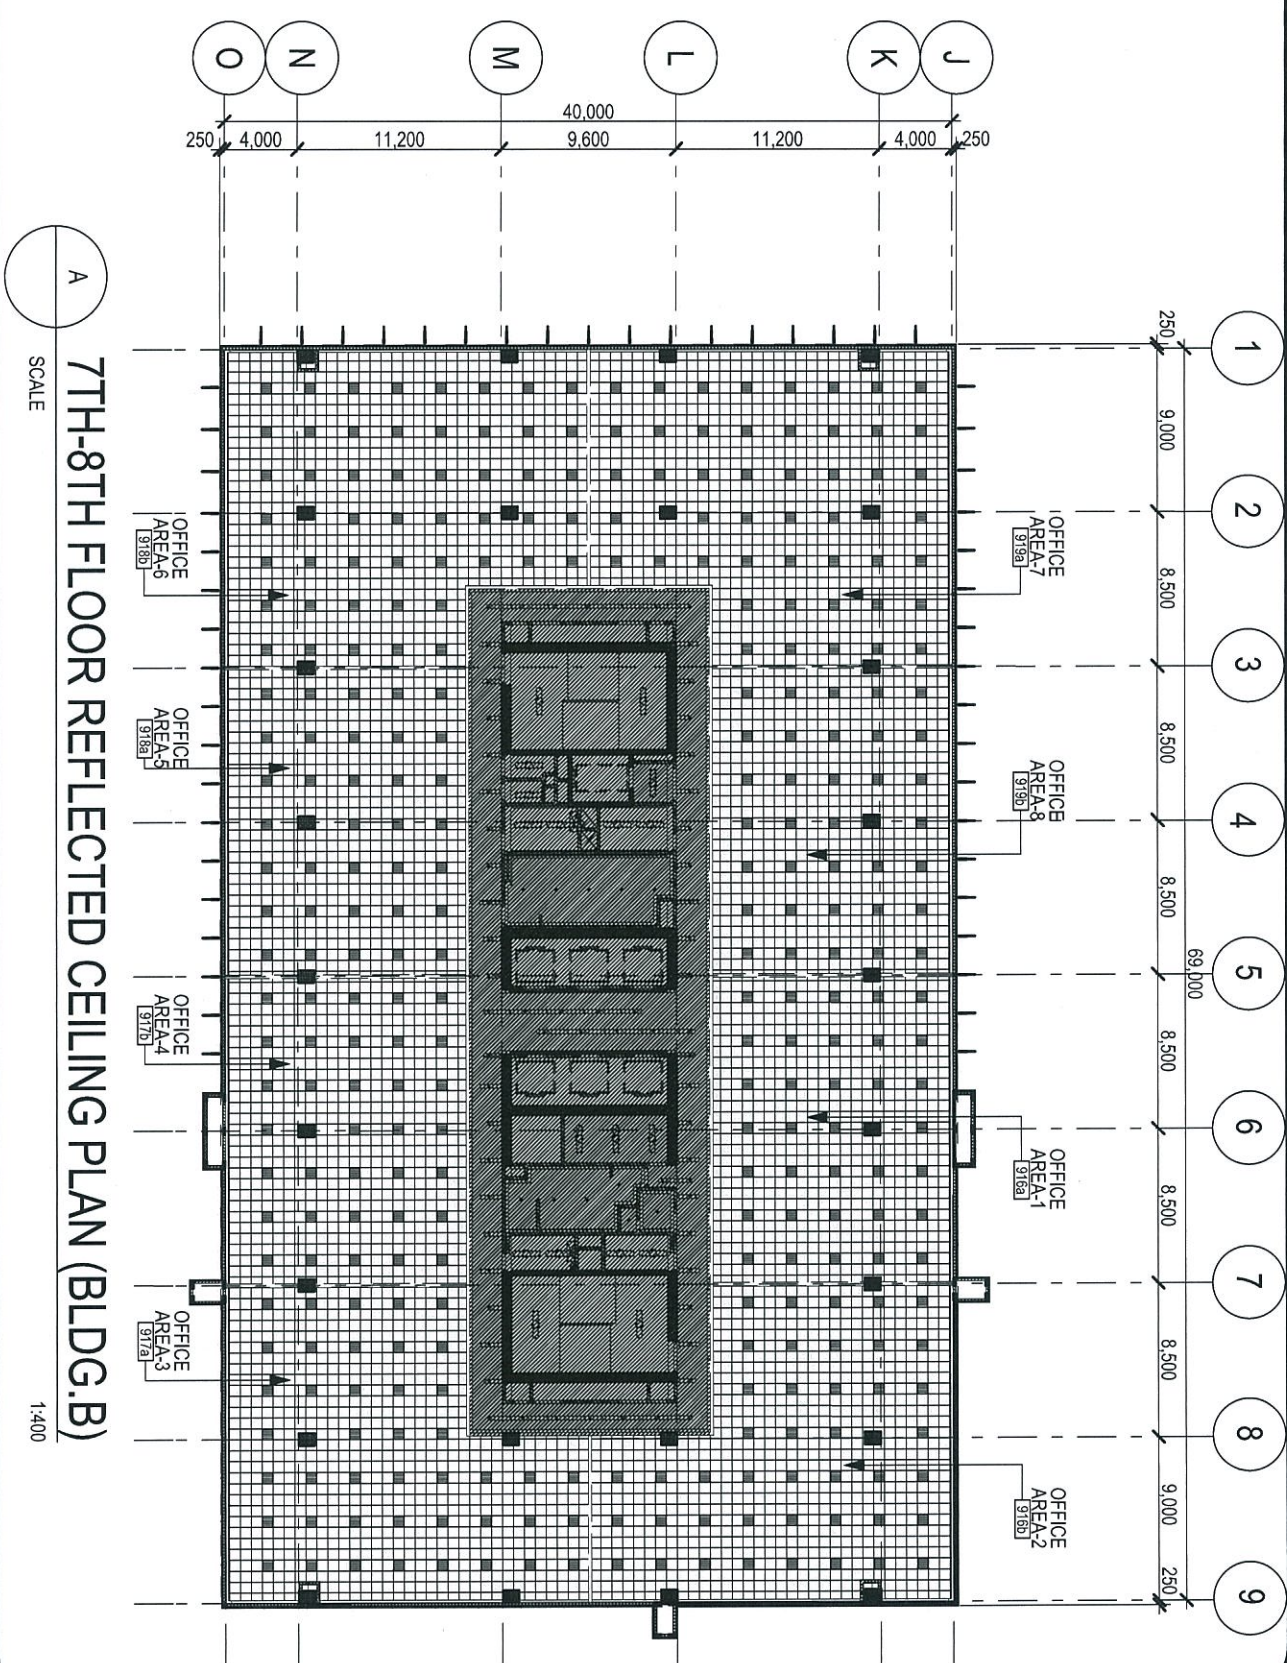 1
2
3
4
5
6
7
8
9
69,000
250
9,000
8,500
8,500
8,500
8,500
8,500
8,500
9,000
250
OFFICE
AREA-7
919a
OFFICE
AREA-8
919b
OFFICE
AREA-1
916a
OFFICE
AREA-2
916b
J
K
L
M
N
O
40,000
250
4,000
11,200
9,600
11,200
4,000
250
OFFICE
AREA-6
918b
OFFICE
AREA-5
918a
OFFICE
AREA-4
917b
OFFICE
AREA-3
917a
A
7TH-8TH FLOOR REFLECTED CEILING PLAN (BLDG.B)
SCALE
1:400